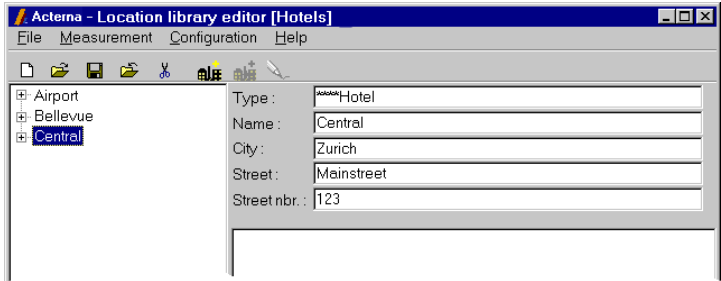 Acterna - Location library editor [Hotels]
File Measurement Configuration Help
Airport
Bellevue
Central
Type : *****Hotel
Name : Central
City : Zurich
Street : Mainstreet
Street nbr. : 123